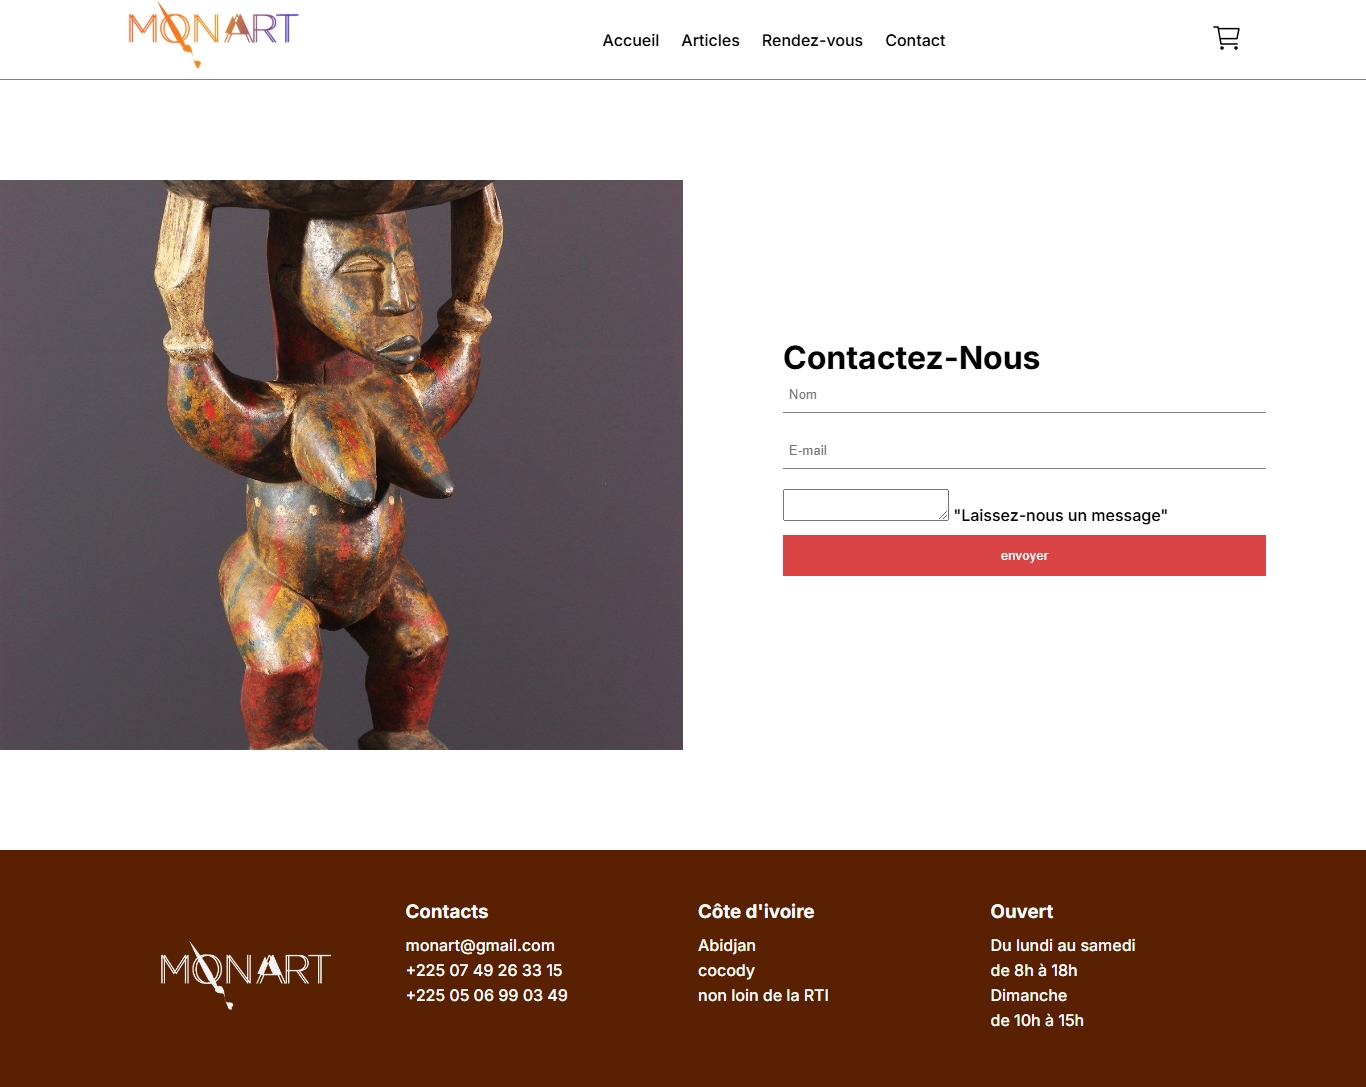 MONART
Accueil Articles Rendez-vous Contact
Contactez-Nous
Nom
E-mail
"Laissez-nous un message"
envoyer
MONART
Contacts
monart@gmail.com
+225 07 49 26 33 15
+225 05 06 99 03 49
Côte d'ivoire
Abidjan
cocody
non loin de la RTI
Ouvert
Du lundi au samedi
de 8h à 18h
Dimanche
de 10h à 15h